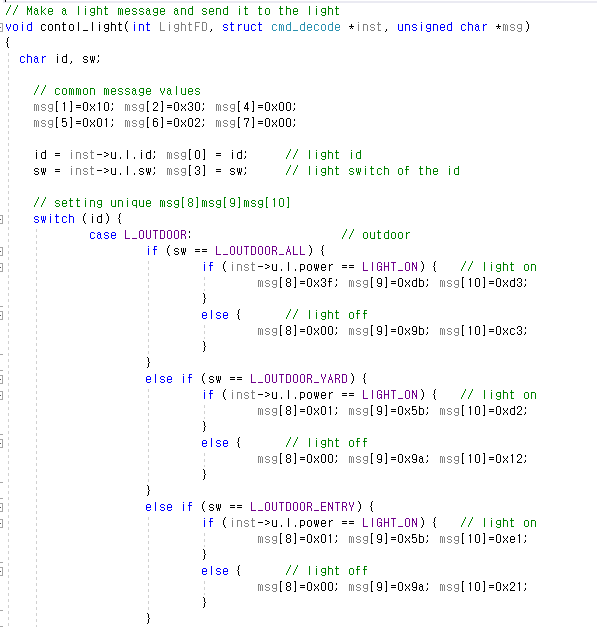 // Make a light message and send it to the light
void contol_light(int LightFD, struct cmd_decode *inst, unsigned char *msg)
{
char id, sw;
// common message values
msg[1]=0x10; msg[2]=0x30; msg[4]=0x00;
msg[5]=0x01; msg[6]=0x02; msg[7]=0x00;
id = inst->u.l.id; msg[0] = id; // light id
sw = inst->u.l.sw; msg[3] = sw; // light switch of the id
// setting unique msg[8]msg[9]msg[10]
switch (id) {
case L_OUTDOOR: // outdoor
if (sw == L_OUTDOOR_ALL) {
if (inst->u.l.power == LIGHT_ON) { // light on
msg[8]=0x3f; msg[9]=0xdb; msg[10]=0xd3;
}
else { // light off
msg[8]=0x00; msg[9]=0x9b; msg[10]=0xc3;
}
}
else if (sw == L_OUTDOOR_YARD) {
if (inst->u.l.power == LIGHT_ON) { // light on
msg[8]=0x01; msg[9]=0x5b; msg[10]=0xd2;
}
else { // light off
msg[8]=0x00; msg[9]=0x9a; msg[10]=0x12;
}
}
else if (sw == L_OUTDOOR_ENTRY) {
if (inst->u.l.power == LIGHT_ON) { // light on
msg[8]=0x01; msg[9]=0x5b; msg[10]=0xe1;
}
else { // light off
msg[8]=0x00; msg[9]=0x9a; msg[10]=0x21;
}
}